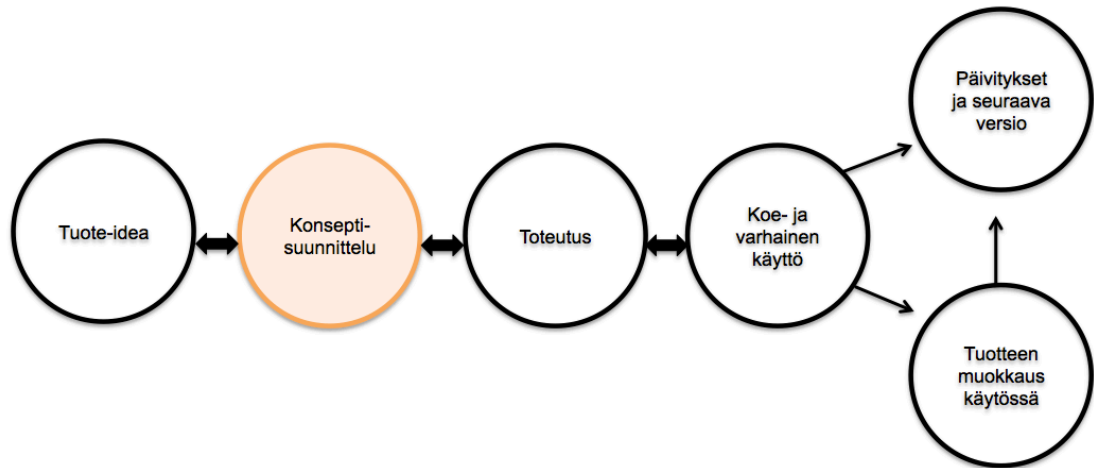 Tuote-idea
Konsepti-
suunnittelu
Toteutus
Koe- ja
varhainen
käyttö
Päivitykset
ja seuraava
versio
Tuotteen
muokkaus
käytössä